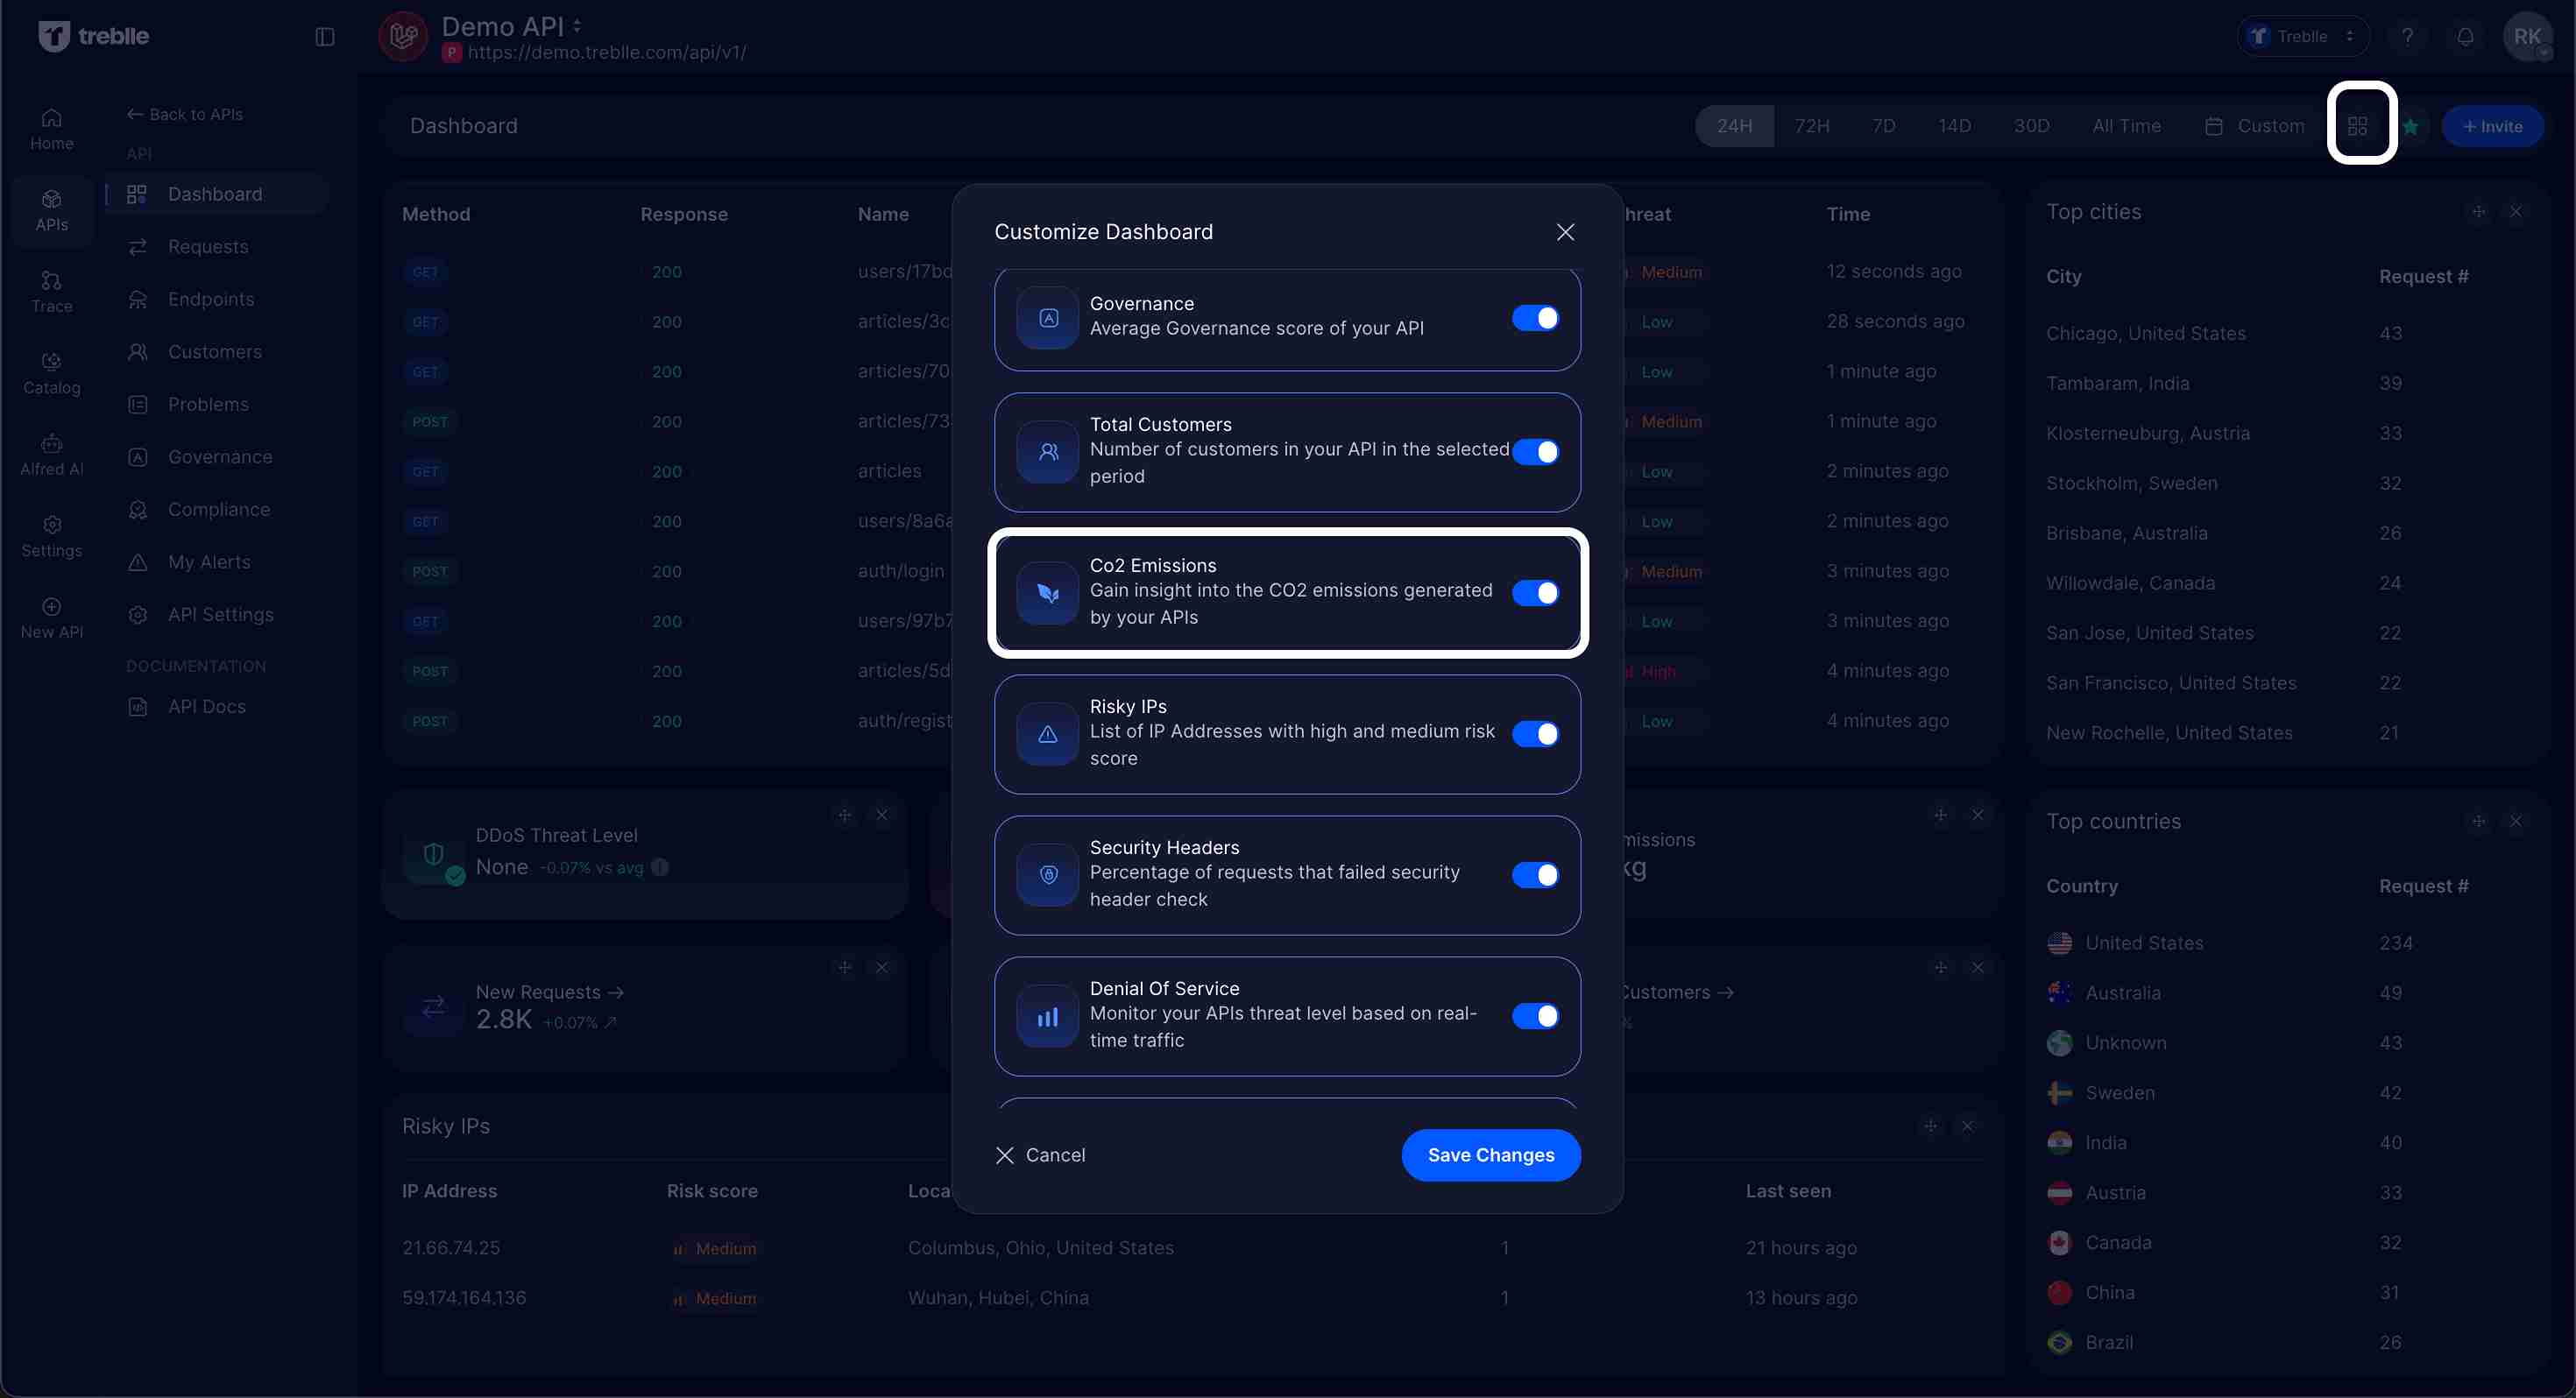 treblle
Demo API
P https://demo.treblle.com/api/v1/
Treblle
?
RK
Home
APIs
Trace
Catalog
Alfred AI
Settings
New API
Back to APIs
API
Dashboard
Requests
Endpoints
Customers
Problems
Governance
Compliance
My Alerts
API Settings
DOCUMENTATION
API Docs
Dashboard
24H 72H 7D 14D 30D All Time Custom
+ Invite
Method Response Name hreat Time
GET 200 users/17bd Medium 12 seconds ago
GET 200 articles/3c Low 28 seconds ago
GET 200 articles/70 Low 1 minute ago
POST 200 articles/73 Medium 1 minute ago
GET 200 articles Low 2 minutes ago
GET 200 users/8a6a Low 2 minutes ago
POST 200 auth/login Medium 3 minutes ago
GET 200 users/97b7 Low 3 minutes ago
POST 200 articles/5d High 4 minutes ago
POST 200 auth/regist Low 4 minutes ago
Top cities
City Request #
Chicago, United States 43
Tambaram, India 39
Klosterneuburg, Austria 33
Stockholm, Sweden 32
Brisbane, Australia 26
Willowdale, Canada 24
San Jose, United States 22
San Francisco, United States 22
New Rochelle, United States 21
Customize Dashboard
Governance
Average Governance score of your API
Total Customers
Number of customers in your API in the selected
period
Co2 Emissions
Gain insight into the CO2 emissions generated
by your APIs
Risky IPs
List of IP Addresses with high and medium risk
score
Security Headers
Percentage of requests that failed security
header check
Denial Of Service
Monitor your APIs threat level based on real-
time traffic
Cancel
Save Changes
DDoS Threat Level
None -0.07% vs avg
missions
kg
New Requests →
2.8K +0.07%
Customers →
%
Top countries
Country Request #
United States 234
Australia 49
Unknown 43
Sweden 42
India 40
Austria 33
Canada 32
China 31
Brazil 26
Risky IPs
IP Address Risk score Loca Last seen
21.66.74.25 Medium Columbus, Ohio, United States 1 21 hours ago
59.174.164.136 Medium Wuhan, Hubei, China 1 13 hours ago